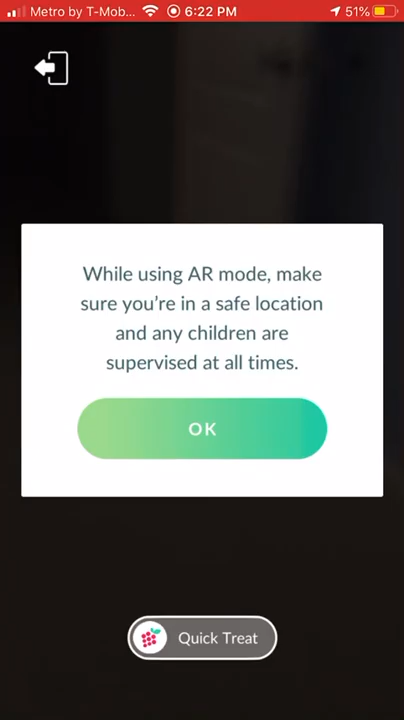 Metro by T-Mob... 6:22 PM 51%
While using AR mode, make
sure you’re in a safe location
and any children are
supervised at all times.
OK
Quick Treat